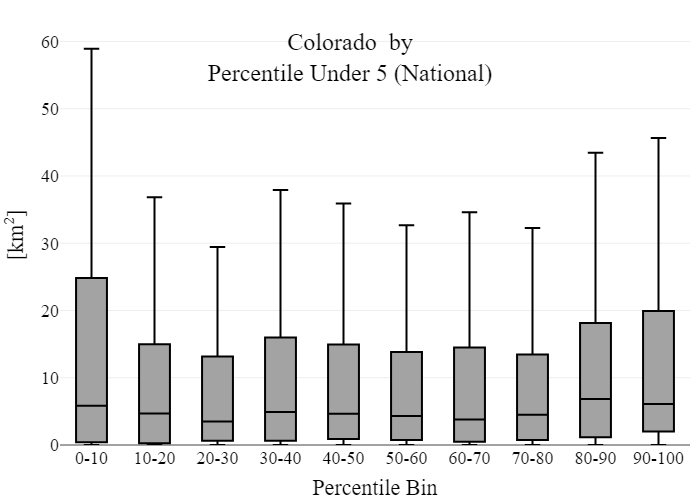 Colorado  by
Percentile Under 5 (National)
[km²]
60
50
40
30
20
10
0
0-10 10-20 20-30 30-40 40-50 50-60 60-70 70-80 80-90 90-100
Percentile Bin